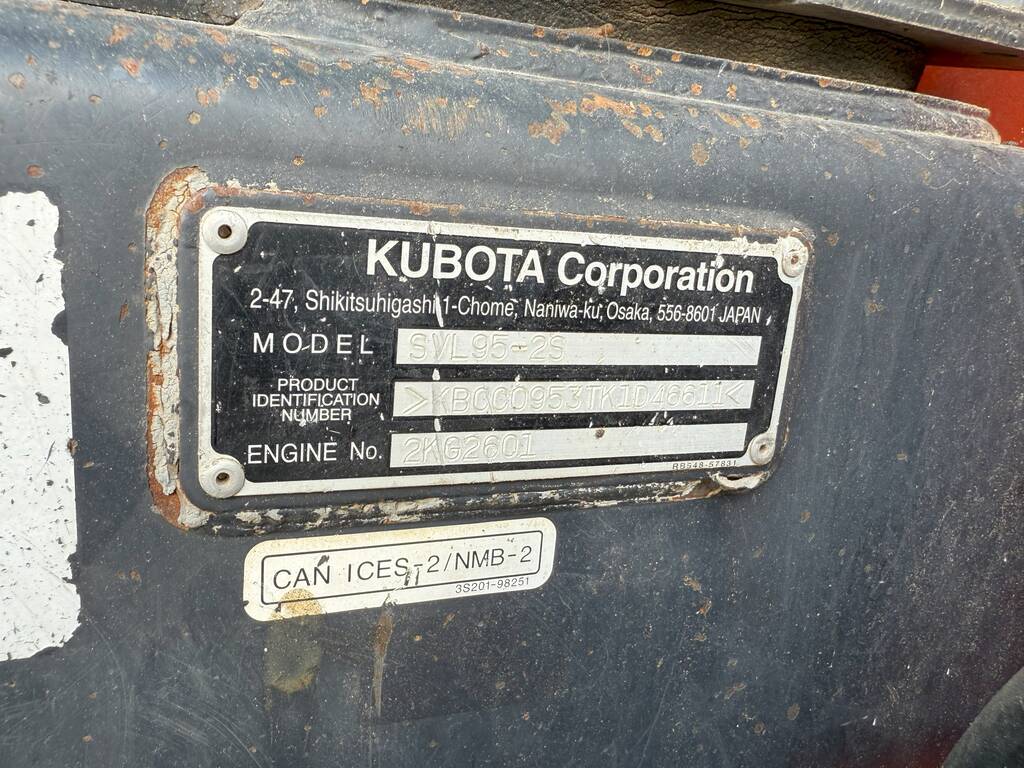 KUBOTA Corporation
2-47, Shikitsuhigashi 1-Chome, Naniwa-ku, Osaka, 556-8601 JAPAN
MODEL SVL95-2S
PRODUCT IDENTIFICATION NUMBER >KBCC0953TK1D46611<
ENGINE No. 2KG2601
RB548-57831
CAN ICES-2/NMB-2
3S201-98251